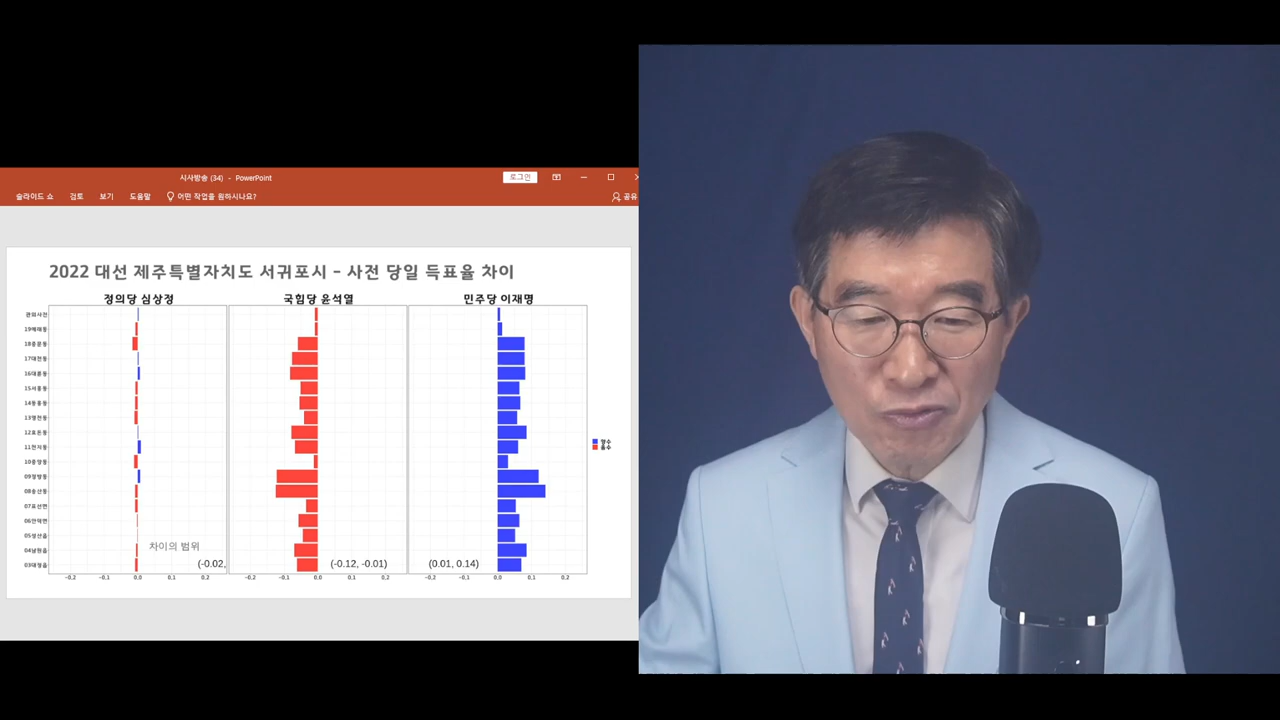 시사방송 (34) - PowerPoint
로그인
슬라이드 쇼 검토 보기 도움말 어떤 작업을 원하시나요? 공유
2022 대선 제주특별자치도 서귀포시 - 사전 당일 득표율 차이
정의당 심상정 국힘당 윤석열 민주당 이재명
관외사전
19예래동
18중문동
17대천동
16대륜동
15서홍동
14동홍동
13영천동
12효돈동
11천지동
10중앙동
09정방동
08송산동
07표선면
06안덕면
05성산읍
04남원읍
03대정읍
양수
음수
차이의 범위
(-0.02, (-0.12, -0.01) (0.01, 0.14)
-0.2 -0.1 0.0 0.1 0.2 -0.2 -0.1 0.0 0.1 0.2 -0.2 -0.1 0.0 0.1 0.2